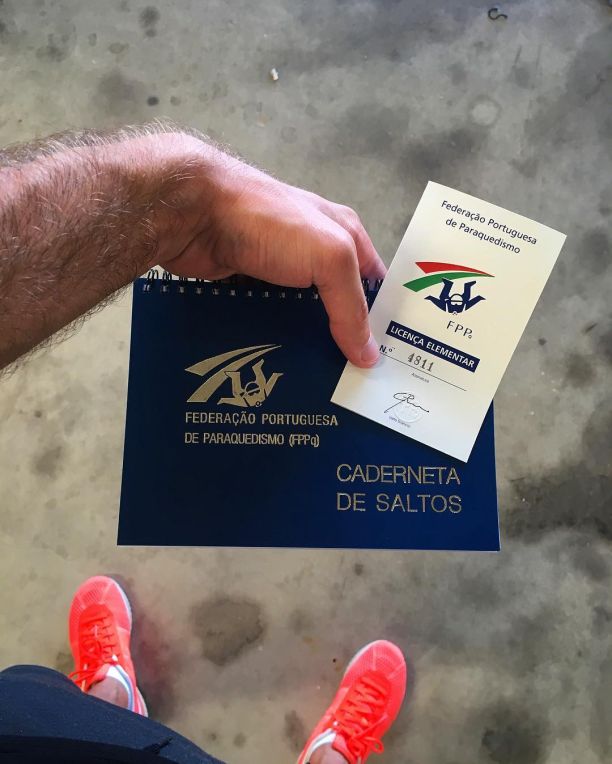 Federação Portuguesa
de Paraquedismo
FPPq
LICENÇA ELEMENTAR
N.º 4811
FEDERAÇÃO PORTUGUESA
DE PARAQUEDISMO (FPPq)
CADERNETA
DE SALTOS